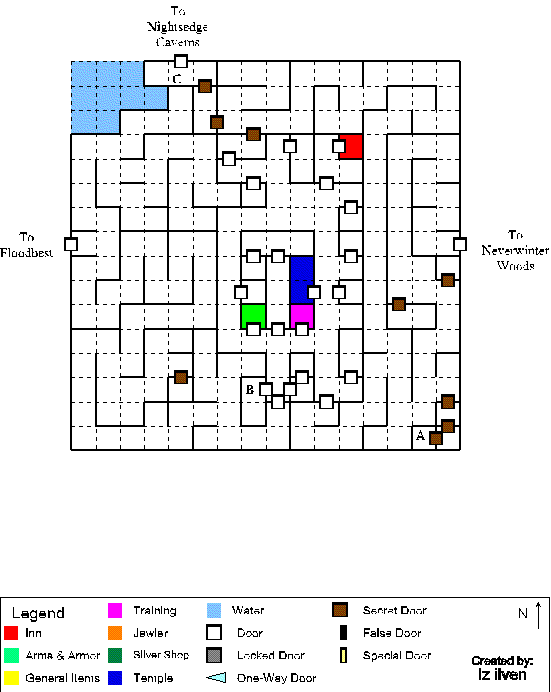 To
Nightsedge
Caverns
C
To
Floodbest
To
Neverwinter
Woods
B
A
Legend
Inn
Arms & Armor
General Items
Training
Jewler
Silver Shop
Temple
Water
Door
Locked Door
One-Way Door
Secret Door
False Door
Special Door
N
Created by:
Iz ilven